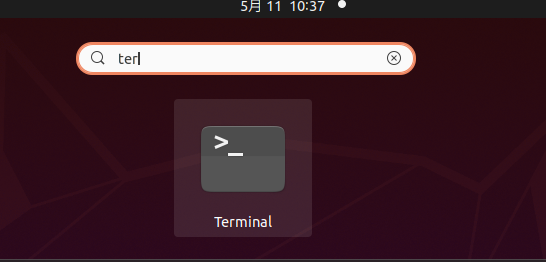 5月 11 10:37
ter
>_
Terminal